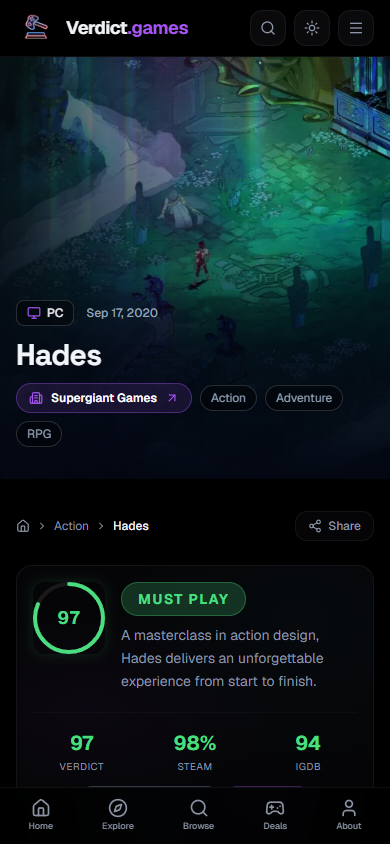 Verdict.games
PC
Sep 17, 2020
Hades
Supergiant Games
Action
Adventure
RPG
Action
Hades
Share
97
MUST PLAY
A masterclass in action design,
Hades delivers an unforgettable
experience from start to finish.
97
98%
94
VERDICT
STEAM
IGDB
Home
Explore
Browse
Deals
About